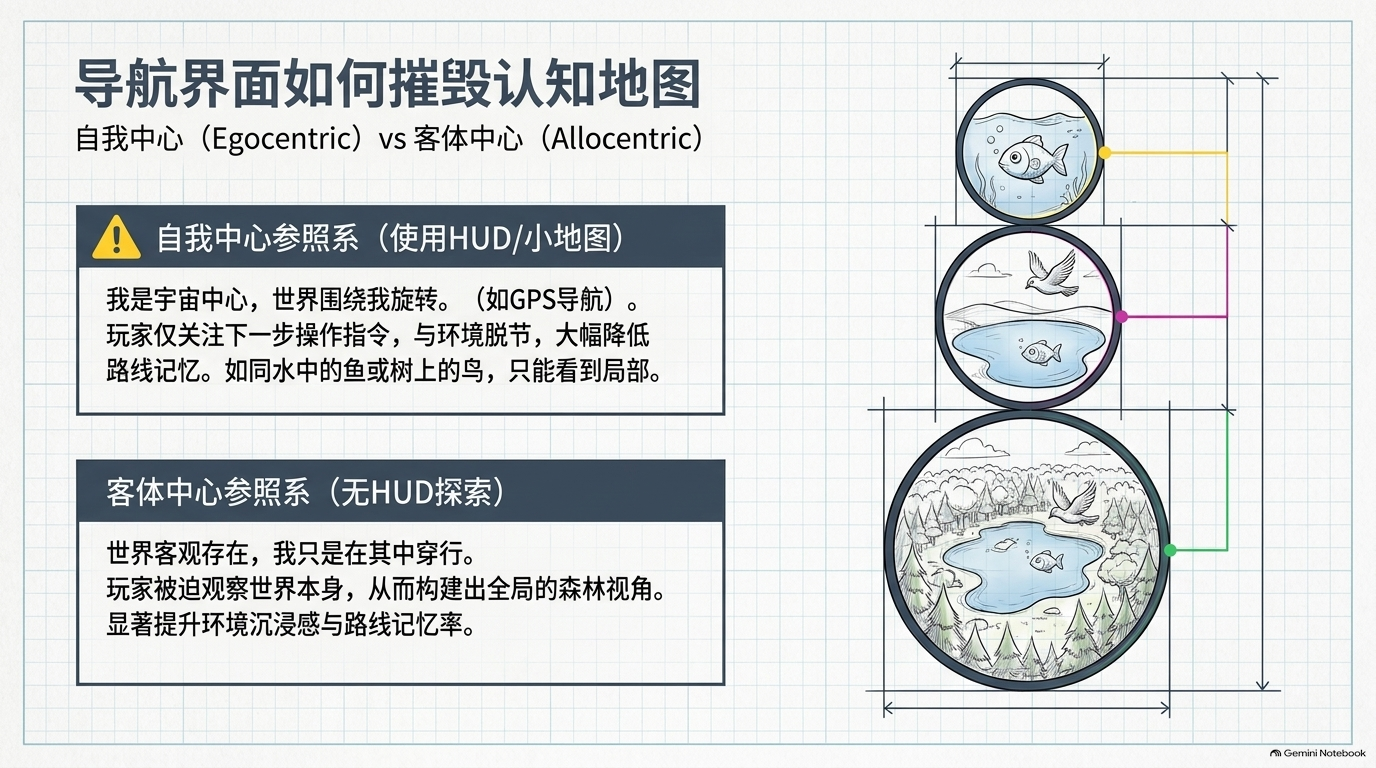 导航界面如何摧毁认知地图
自我中心（Egocentric）vs 客体中心（Allocentric）
自我中心参照系（使用HUD/小地图）
我是宇宙中心，世界围绕我旋转。（如GPS导航）。
玩家仅关注下一步操作指令，与环境脱节，大幅降低
路线记忆。如同水中的鱼或树上的鸟，只能看到局部。
客体中心参照系（无HUD探索）
世界客观存在，我只是在其中穿行。
玩家被迫观察世界本身，从而构建出全局的森林视角。
显著提升环境沉浸感与路线记忆率。
Gemini Notebook